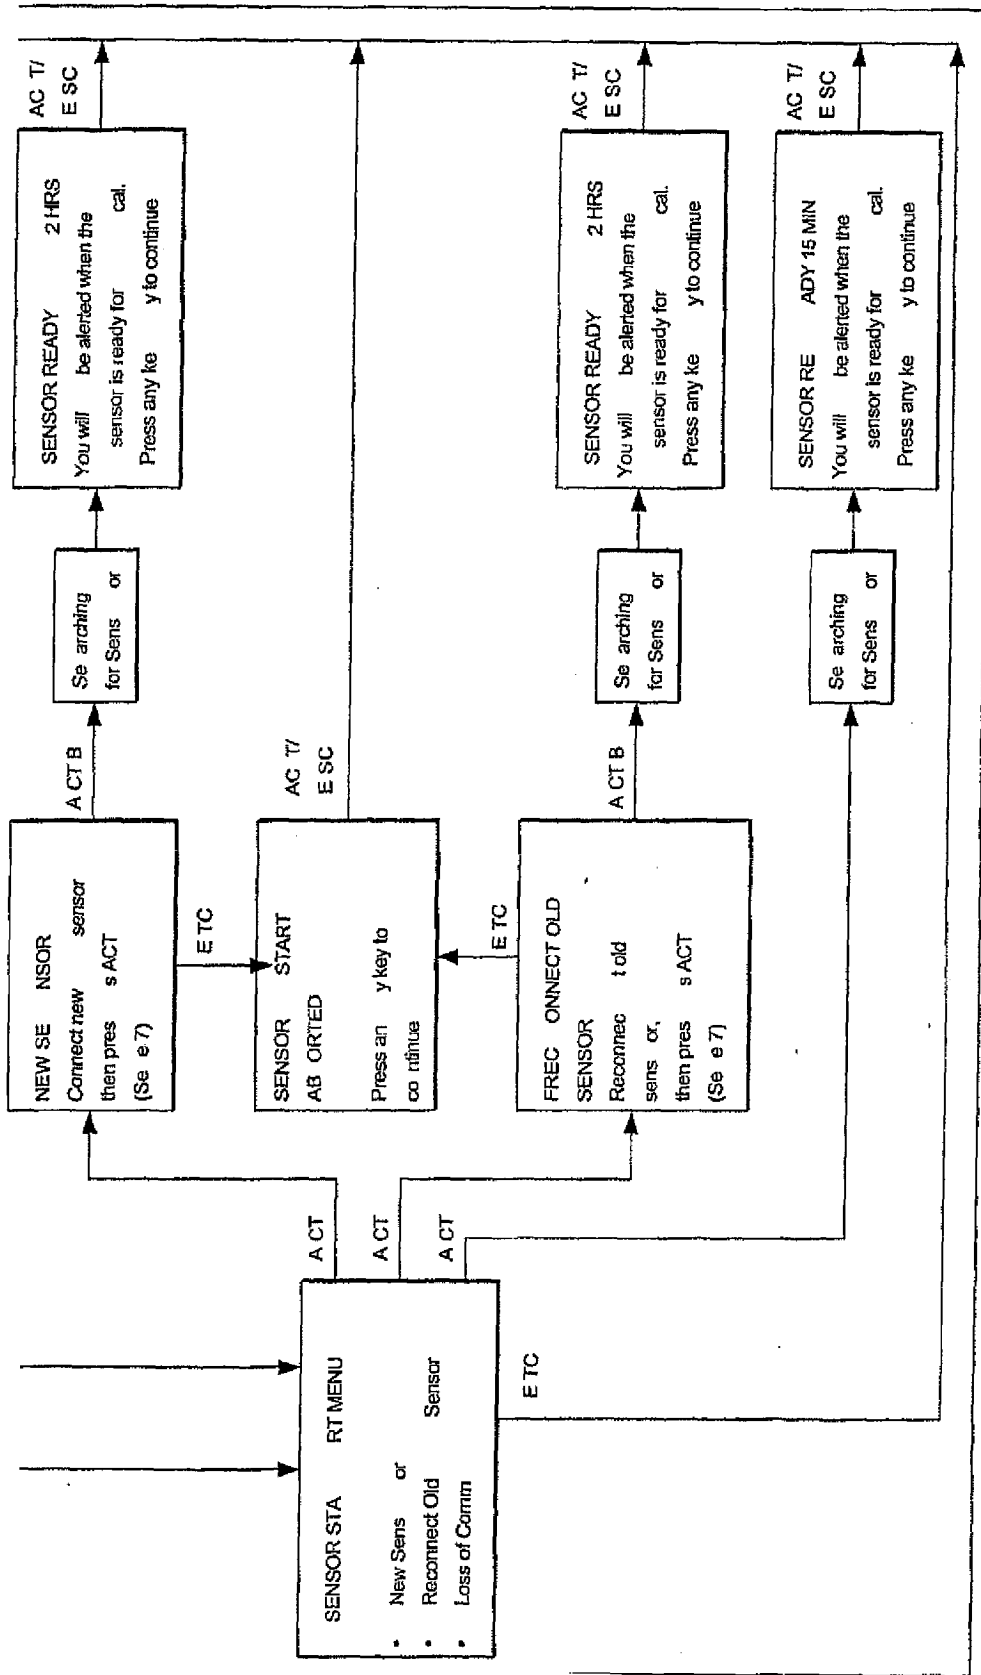 SENSOR STA RT MENU
• New Sens or
• Reconnect Old Sensor
• Loss of Comm
A CT
A CT
A CT
E TC
NEW SE NSOR
Connect new sensor
then pres s ACT
(Se e 7)
A CT B
E TC
SENSOR START
AB ORTED
Press an y key to
co ntinue
AC T/
E SC
E TC
FREC ONNECT OLD
SENSOR
Reconnec t old
sens or,
then pres s ACT
(Se e 7)
A CT B
Se arching
for Sens or
Se arching
for Sens or
Se arching
for Sens or
SENSOR READY 2 HRS
You will be alerted when the
sensor is ready for cal.
Press any ke y to continue
AC T/
E SC
SENSOR READY 2 HRS
You will be alerted when the
sensor is ready for cal.
Press any ke y to continue
AC T/
E SC
SENSOR RE ADY 15 MIN
You will be alerted when the
sensor is ready for cal.
Press any ke y to continue
AC T/
E SC